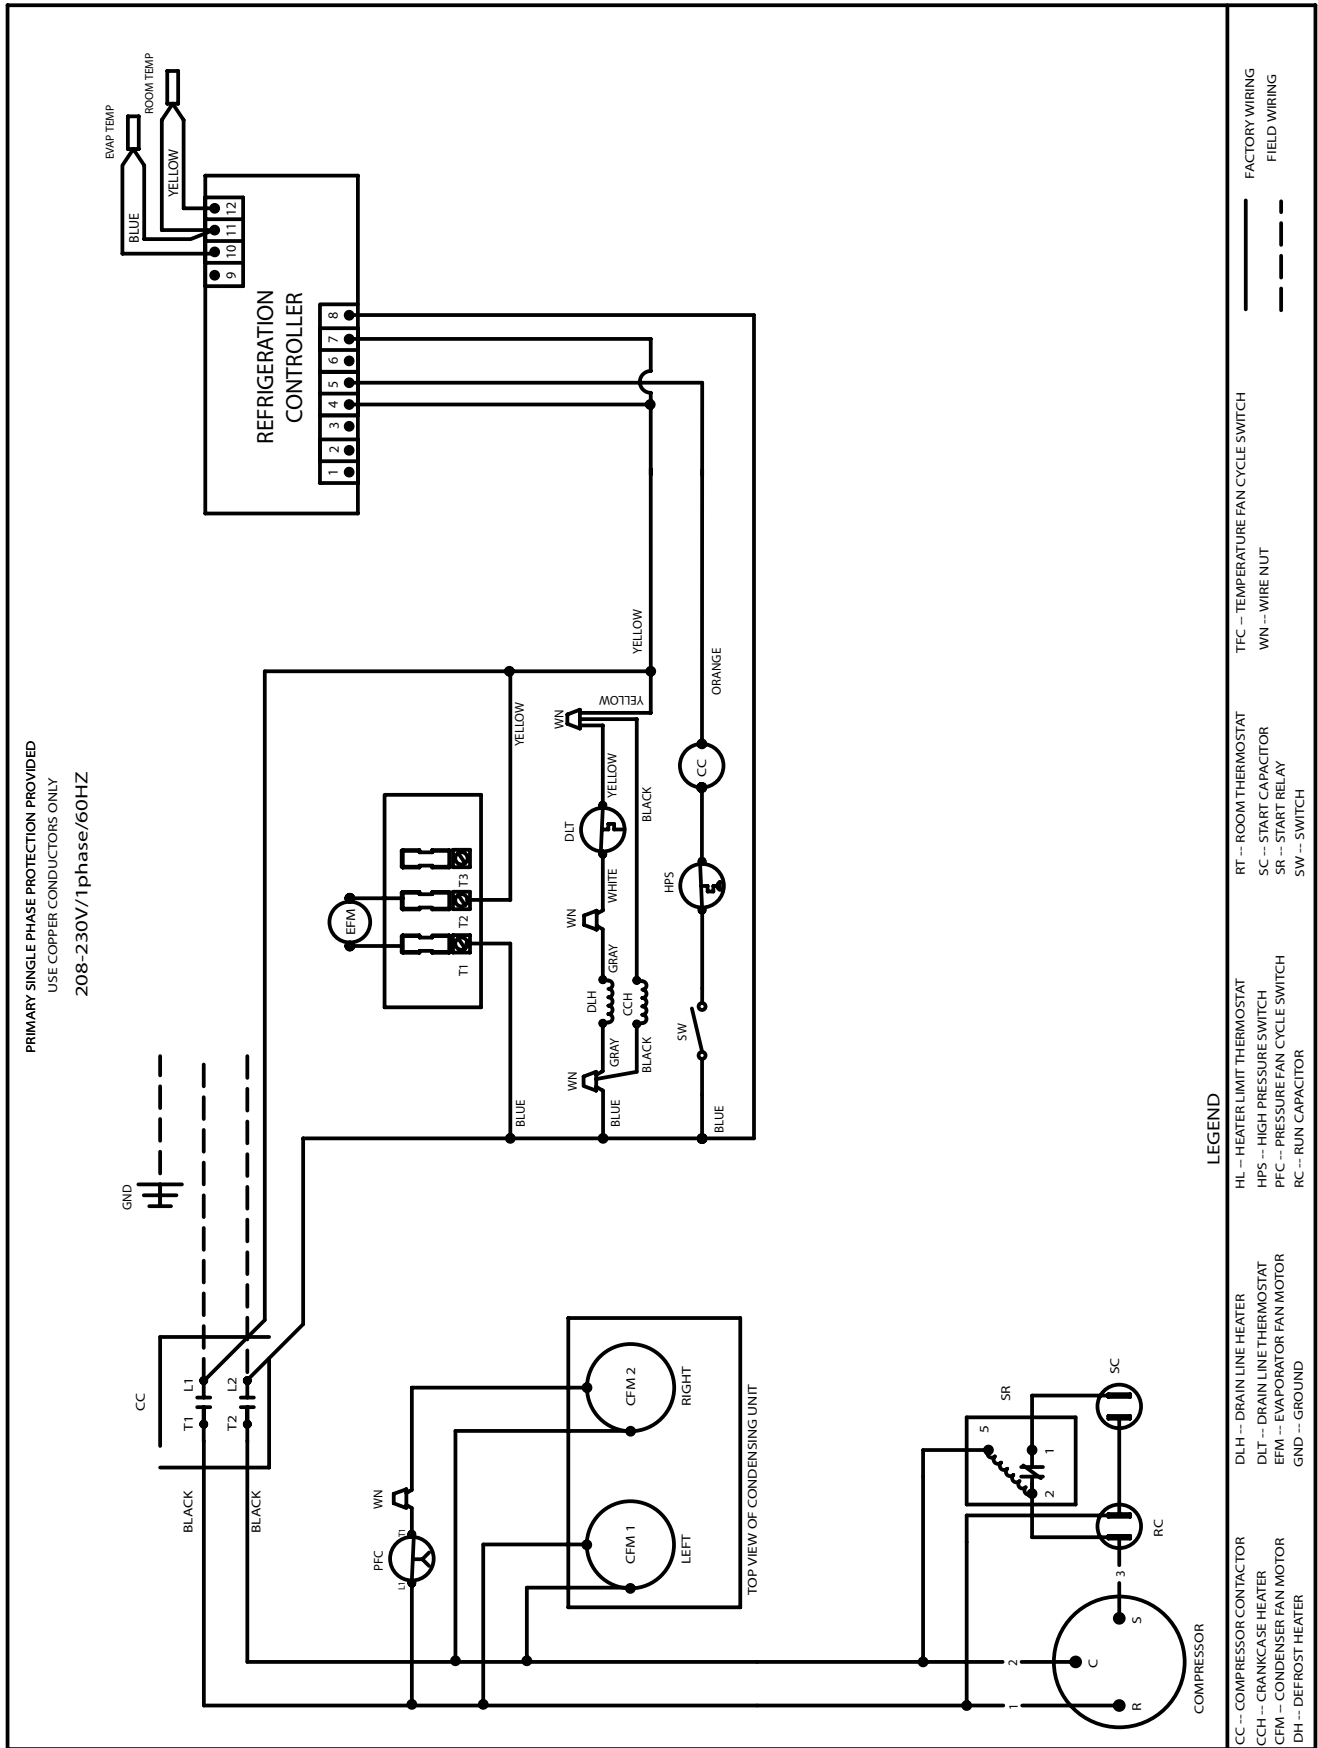 PRIMARY SINGLE PHASE PROTECTION PROVIDED
USE COPPER CONDUCTORS ONLY
208-230V/1phase/60HZ
EVAP TEMP
ROOM TEMP
BLUE
YELLOW
9 10 11 12
REFRIGERATION
CONTROLLER
1 2 3 4 5 6 7 8
GND
CC
T1 L1
T2 L2
BLACK
BLACK
EFM
T1 T2 T3
BLUE
YELLOW
YELLOW
WN
BLUE
GRAY
DLH
GRAY
WN
WHITE
DLT
YELLOW
WN
YELLOW
BLACK
CCH
BLACK
BLUE
SW
HPS
CC
ORANGE
PFC
L1
T1
WN
CFM 1
LEFT
CFM 2
RIGHT
TOP VIEW OF CONDENSING UNIT
SR
5
2 1
SC
RC
1
2
3
C
R
S
COMPRESSOR
LEGEND
CC -- COMPRESSOR CONTACTOR
CCH -- CRANKCASE HEATER
CFM -- CONDENSER FAN MOTOR
DH -- DEFROST HEATER
DLH -- DRAIN LINE HEATER
DLT -- DRAIN LINE THERMOSTAT
EFM -- EVAPORATOR FAN MOTOR
GND -- GROUND
HL -- HEATER LIMIT THERMOSTAT
HPS -- HIGH PRESSURE SWITCH
PFC -- PRESSURE FAN CYCLE SWITCH
RC -- RUN CAPACITOR
RT -- ROOM THERMOSTAT
SC -- START CAPACITOR
SR -- START RELAY
SW -- SWITCH
TFC -- TEMPERATURE FAN CYCLE SWITCH
WN -- WIRE NUT
FACTORY WIRING
FIELD WIRING